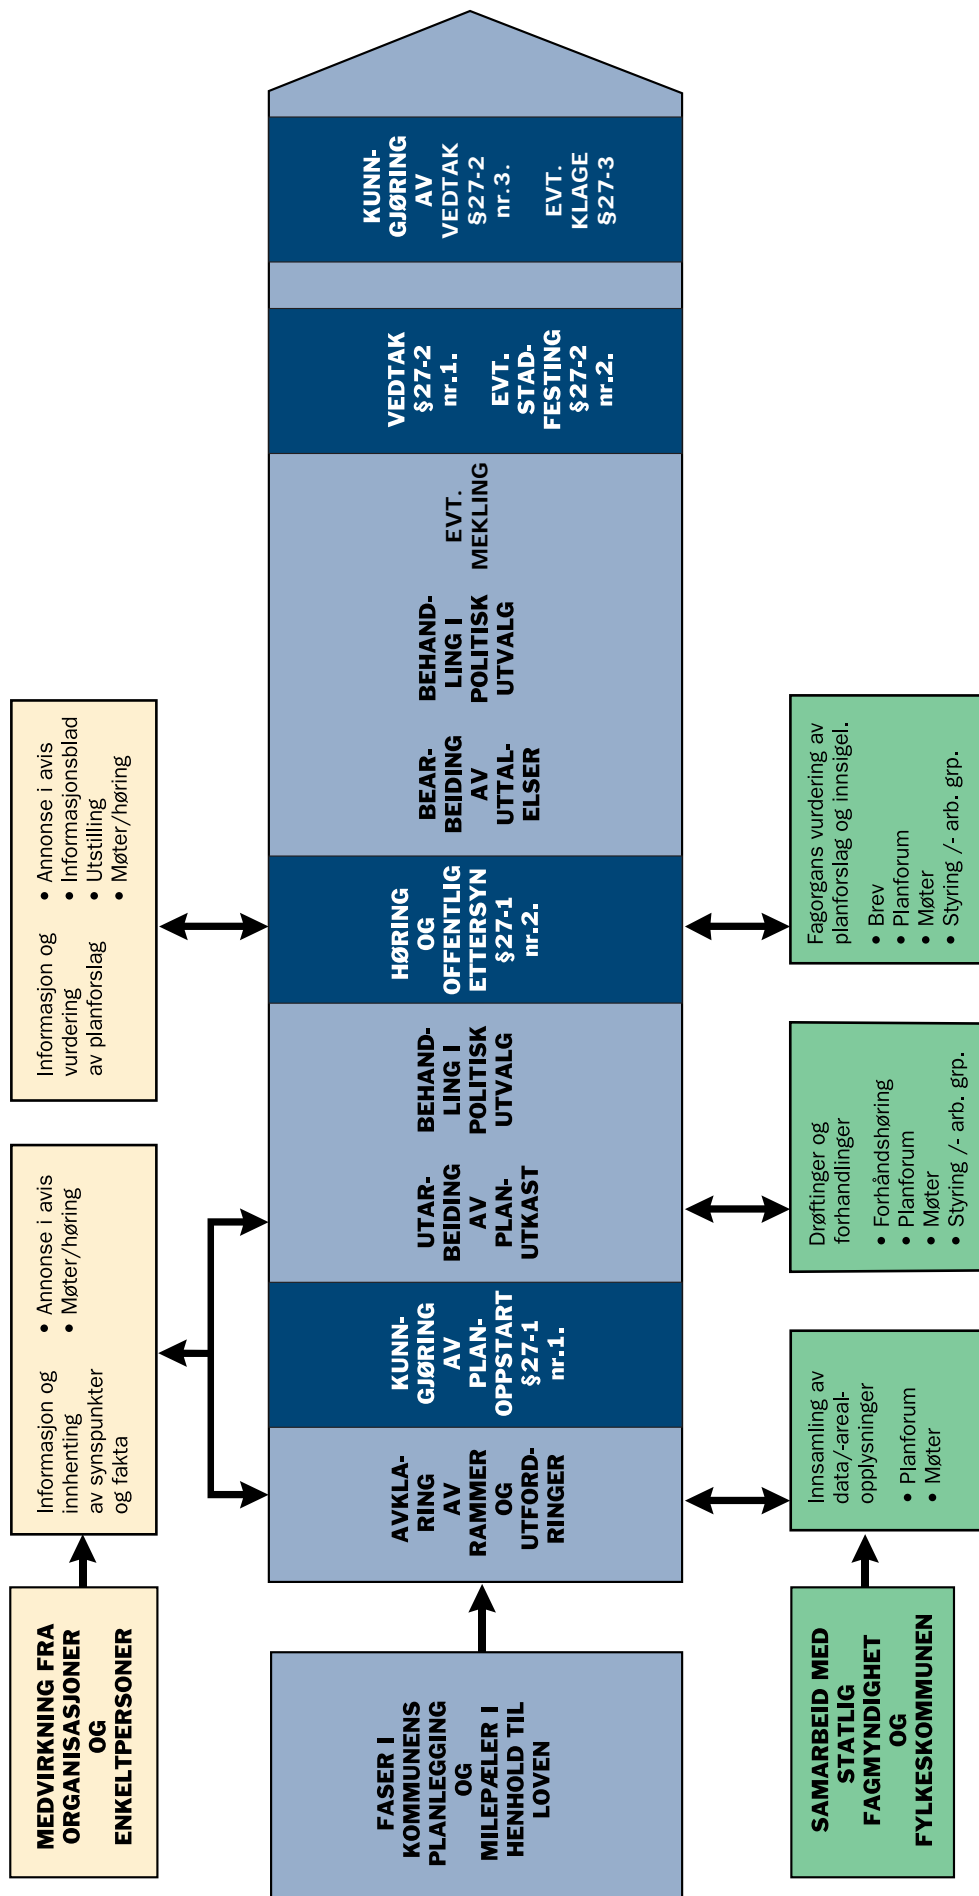 MEDVIRKNING FRA
ORGANISASJONER
OG
ENKELTPERSONER
Informasjon og
innhenting
av synspunkter
og fakta
• Annonse i avis
• Møter/høring
Informasjon og
vurdering
av planforslag
• Annonse i avis
• Informasjonsblad
• Utstilling
• Møter/høring
FASER I
KOMMUNENS
PLANLEGGING
OG
MILEPÆLER I
HENHOLD TIL
LOVEN
AVKLA-
RING
AV
RAMMER
OG
UTFORD-
RINGER
KUNN-
GJØRING
AV
PLAN-
OPPSTART
§27-1
nr.1.
UTAR-
BEIDING
AV
PLAN-
UTKAST
BEHAND-
LING I
POLITISK
UTVALG
HØRING
OG
OFFENTLIG
ETTERSYN
§27-1
nr.2.
BEAR-
BEIDING
AV
UTTAL-
ELSER
BEHAND-
LING I
POLITISK
UTVALG
EVT.
MEKLING
VEDTAK
§27-2
nr.1.
EVT.
STAD-
FESTING
§27-2
nr.2.
KUNN-
GJØRING
AV
VEDTAK
§27-2
nr.3.
EVT.
KLAGE
§27-3
SAMARBEID MED
STATLIG
FAGMYNDIGHET
OG
FYLKESKOMMUNEN
Innsamling av
data/-areal-
opplysninger
• Planforum
• Møter
Drøftinger og
forhandlinger
• Forhåndshøring
• Planforum
• Møter
• Styring /- arb. grp.
Fagorgans vurdering av
planforslag og innsigel.
• Brev
• Planforum
• Møter
• Styring /- arb. grp.